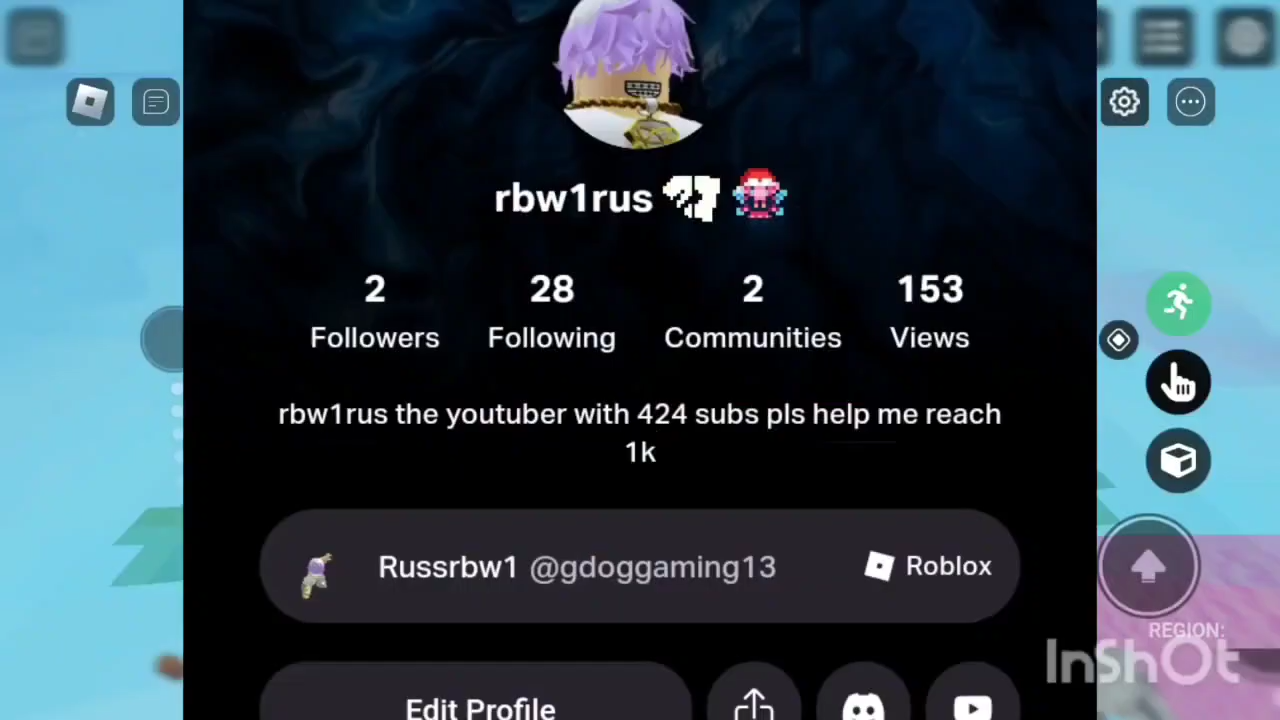 rbw1rus
2 28 2 153
Followers Following Communities Views
rbw1rus the youtuber with 424 subs pls help me reach
1k
Russrbw1 @gdoggaming13 Roblox
REGION:
InShOt
Edit Profile